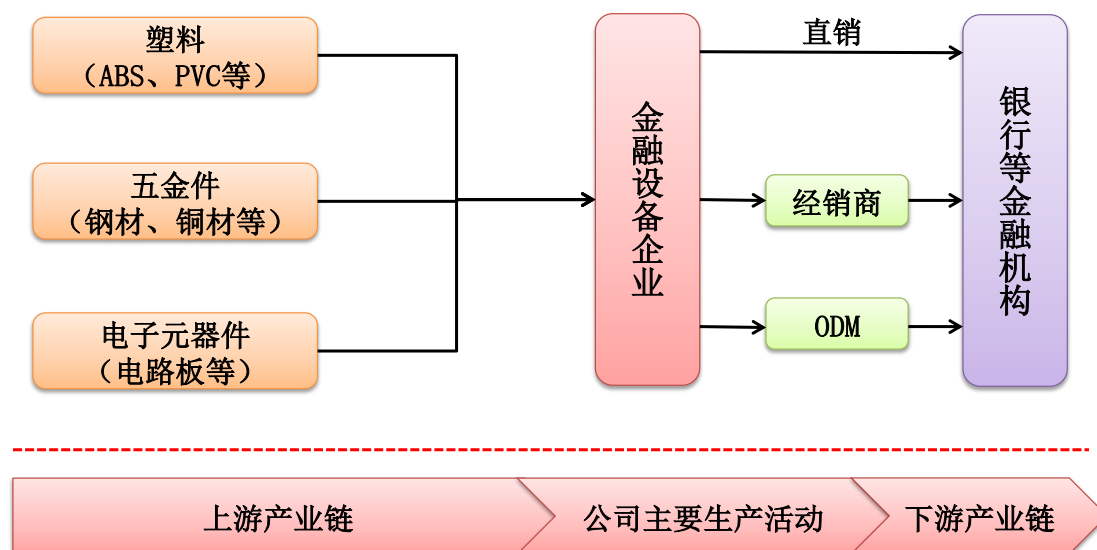 塑料
（ABS、PVC等）
五金件
（钢材、铜材等）
电子元器件
（电路板等）
金融设备企业
直销
经销商
ODM
银行等金融机构
上游产业链
公司主要生产活动
下游产业链